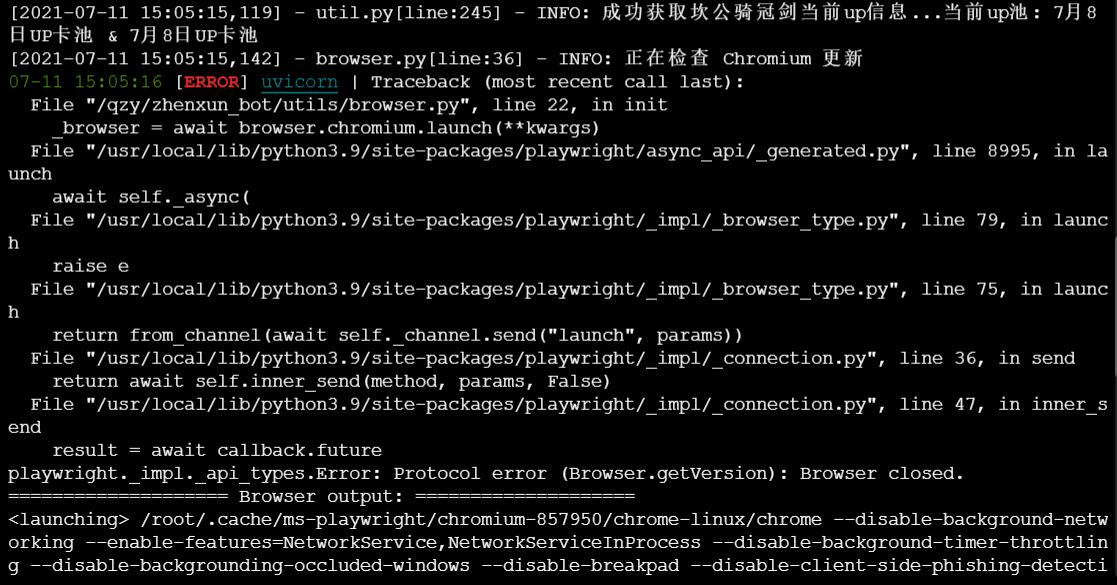 [2021-07-11 15:05:15,119] - util.py[line:245] - INFO: 成功获取坎公骑冠剑当前up信息...当前up池: 7月8
日UP卡池 & 7月8日UP卡池
[2021-07-11 15:05:15,142] - browser.py[line:36] - INFO: 正在检查 Chromium 更新
07-11 15:05:16 [ERROR] uvicorn | Traceback (most recent call last):
  File "/qzy/zhenxun_bot/utils/browser.py", line 22, in init
    _browser = await browser.chromium.launch(**kwargs)
  File "/usr/local/lib/python3.9/site-packages/playwright/async_api/_generated.py", line 8995, in la
unch
    await self._async(
  File "/usr/local/lib/python3.9/site-packages/playwright/_impl/_browser_type.py", line 79, in launc
h
    raise e
  File "/usr/local/lib/python3.9/site-packages/playwright/_impl/_browser_type.py", line 75, in launc
h
    return from_channel(await self._channel.send("launch", params))
  File "/usr/local/lib/python3.9/site-packages/playwright/_impl/_connection.py", line 36, in send
    return await self.inner_send(method, params, False)
  File "/usr/local/lib/python3.9/site-packages/playwright/_impl/_connection.py", line 47, in inner_s
end
    result = await callback.future
playwright._impl._api_types.Error: Protocol error (Browser.getVersion): Browser closed.
==================== Browser output: ====================
<launching> /root/.cache/ms-playwright/chromium-857950/chrome-linux/chrome --disable-background-netw
orking --enable-features=NetworkService,NetworkServiceInProcess --disable-background-timer-throttlin
g --disable-backgrounding-occluded-windows --disable-breakpad --disable-client-side-phishing-detecti